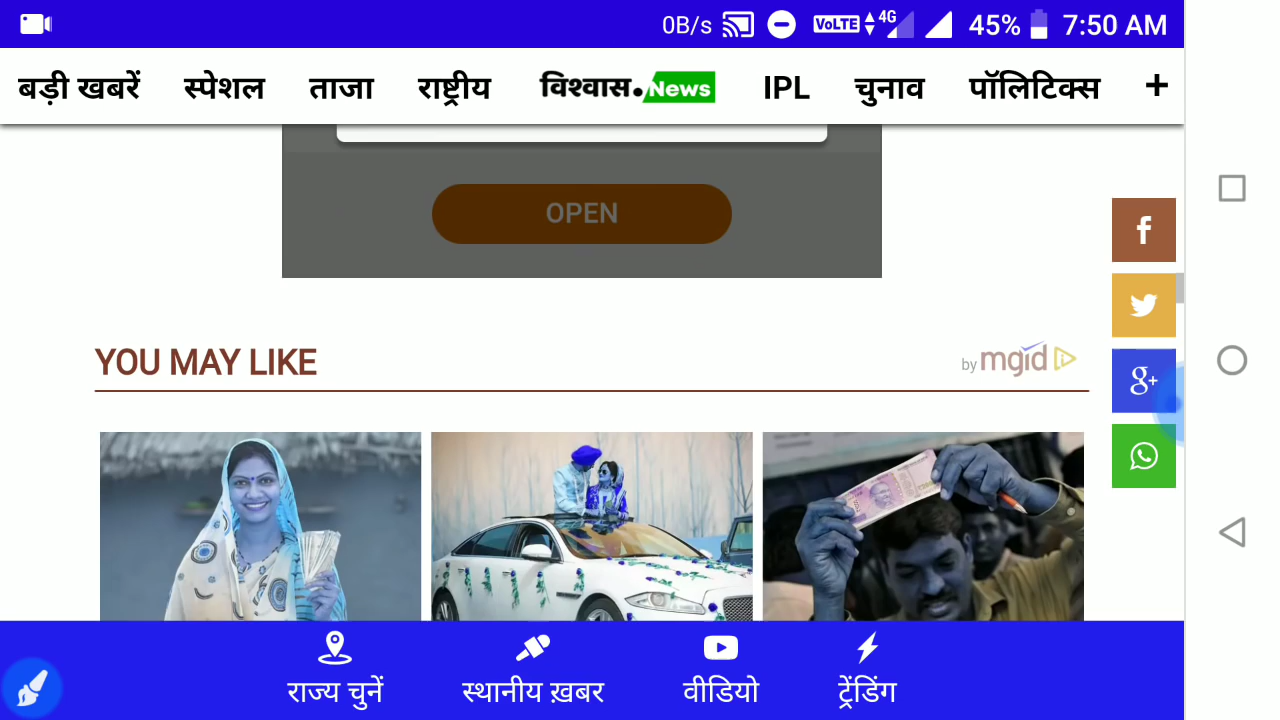 0B/s VoLTE 4G 45% 7:50 AM
बड़ी खबरें स्पेशल ताजा राष्ट्रीय विश्वास.News IPL चुनाव पॉलिटिक्स +
OPEN
YOU MAY LIKE
by mgid
राज्य चुनें स्थानीय ख़बर वीडियो ट्रेंडिंग